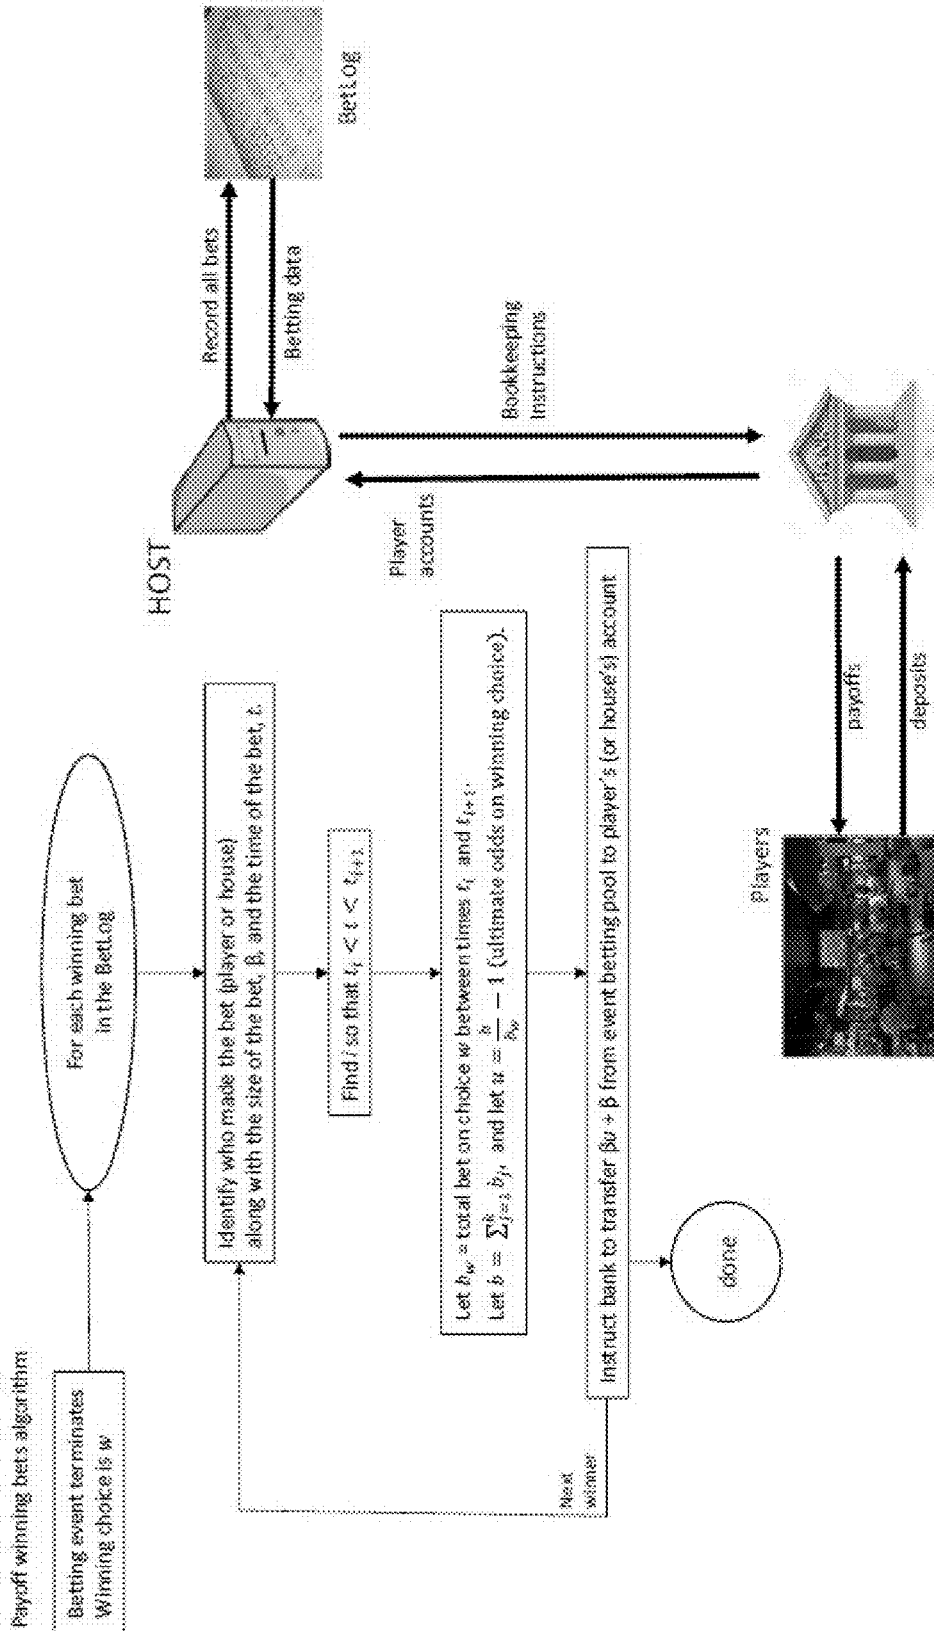 Payoff winning bets algorithm
Betting event terminates
Winning choice is w
For each winning bet
in the BetLog
Identify who made the bet (player or house)
along with the size of the bet, β, and the time of the bet, t.
Find i so that t_i < t < t_{i+1}
Let b_w = total bet on choice w between times t_i and t_{i+1}.
Let b = ∑_{j=1}^{k} b_j, and let u = b/b_w − 1 (ultimate odds on winning choice).
Instruct bank to transfer βu + β from event betting pool to player's (or house's) account
Next
winner
done
HOST
Record all bets
Betting data
BetLog
Player
accounts
Bookkeeping
Instructions
Players
payoffs
deposits